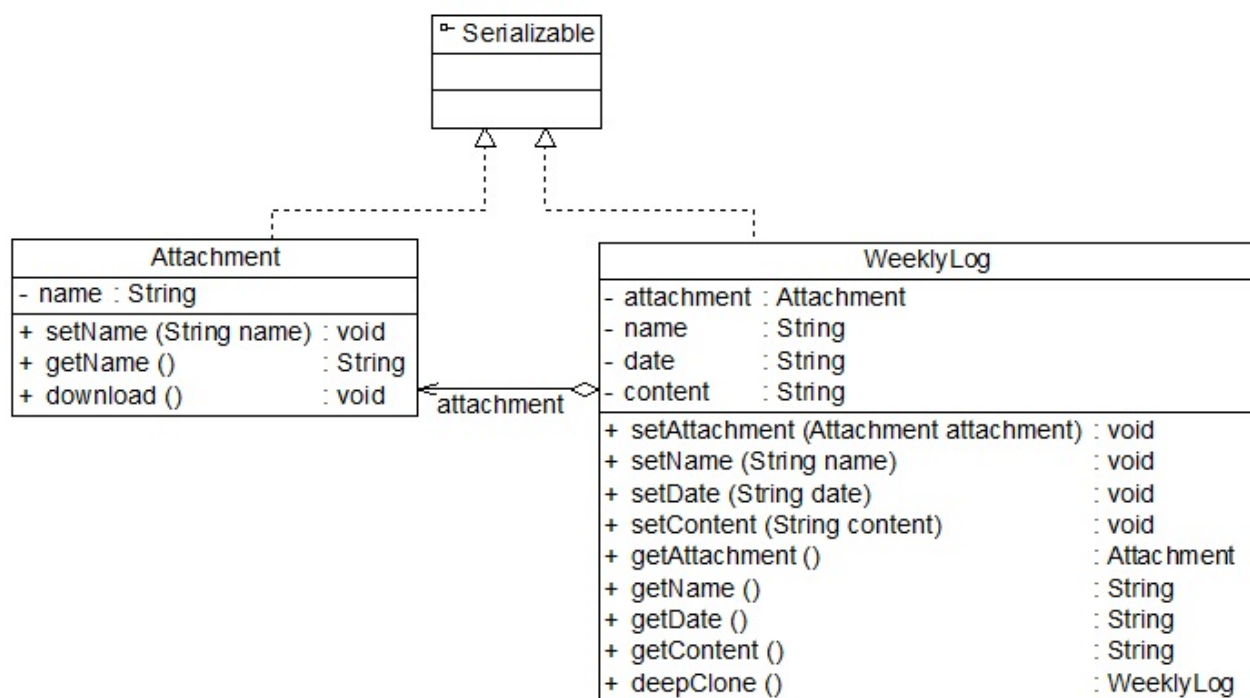 Serializable
Attachment
- name : String
+ setName (String name) : void
+ getName () : String
+ download () : void
attachment
WeeklyLog
- attachment : Attachment
- name : String
- date : String
- content : String
+ setAttachment (Attachment attachment) : void
+ setName (String name) : void
+ setDate (String date) : void
+ setContent (String content) : void
+ getAttachment () : Attachment
+ getName () : String
+ getDate () : String
+ getContent () : String
+ deepClone () : WeeklyLog